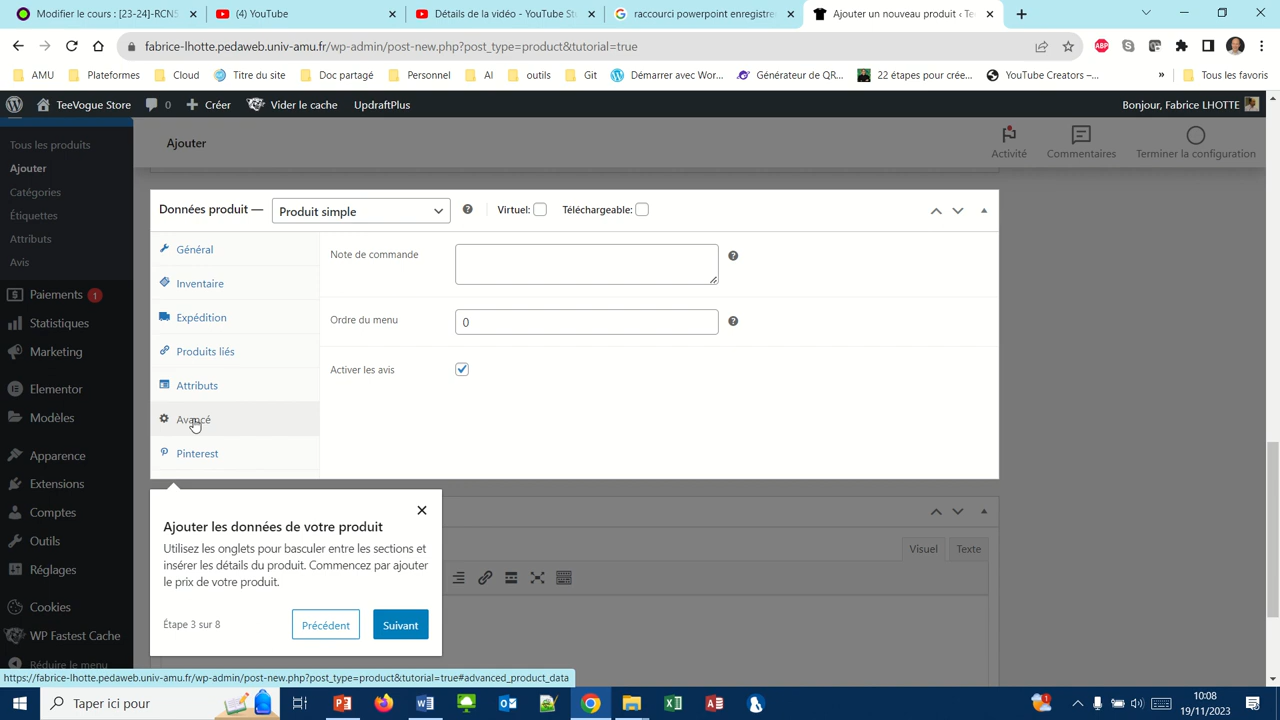 Modifier le cours : [23-24]-RCNS
(4) YouTube
Détails de la vidéo - YouTube St
raccourci powerpoint enregistre
Ajouter un nouveau produit ‹ Te
fabrice-lhotte.pedaweb.univ-amu.fr/wp-admin/post-new.php?post_type=product&tutorial=true
AMU
Plateformes
Cloud
Titre du site
Doc partagé
Personnel
AI
outils
Git
Démarrer avec Wor...
Générateur de QR...
22 étapes pour crée...
YouTube Creators –...
»
Tous les favoris
TeeVogue Store
0
Créer
Vider le cache
UpdraftPlus
Bonjour, Fabrice LHOTTE
Tous les produits
Ajouter
Catégories
Étiquettes
Attributs
Avis
Paiements 1
Statistiques
Marketing
Elementor
Modèles
Apparence
Extensions
Comptes
Outils
Réglages
Cookies
WP Fastest Cache
Réduire le menu
Ajouter
Activité
Commentaires
Terminer la configuration
Données produit —
Produit simple
Virtuel:
Téléchargeable:
Général
Inventaire
Expédition
Produits liés
Attributs
Avancé
Pinterest
Note de commande
Ordre du menu
0
Activer les avis
Ajouter les données de votre produit
Utilisez les onglets pour basculer entre les sections et
insérer les détails du produit. Commencez par ajouter
le prix de votre produit.
Étape 3 sur 8
Précédent
Suivant
Visuel
Texte
https://fabrice-lhotte.pedaweb.univ-amu.fr/wp-admin/post-new.php?post_type=product&tutorial=true#advanced_product_data
Taper ici pour
10:08
19/11/2023